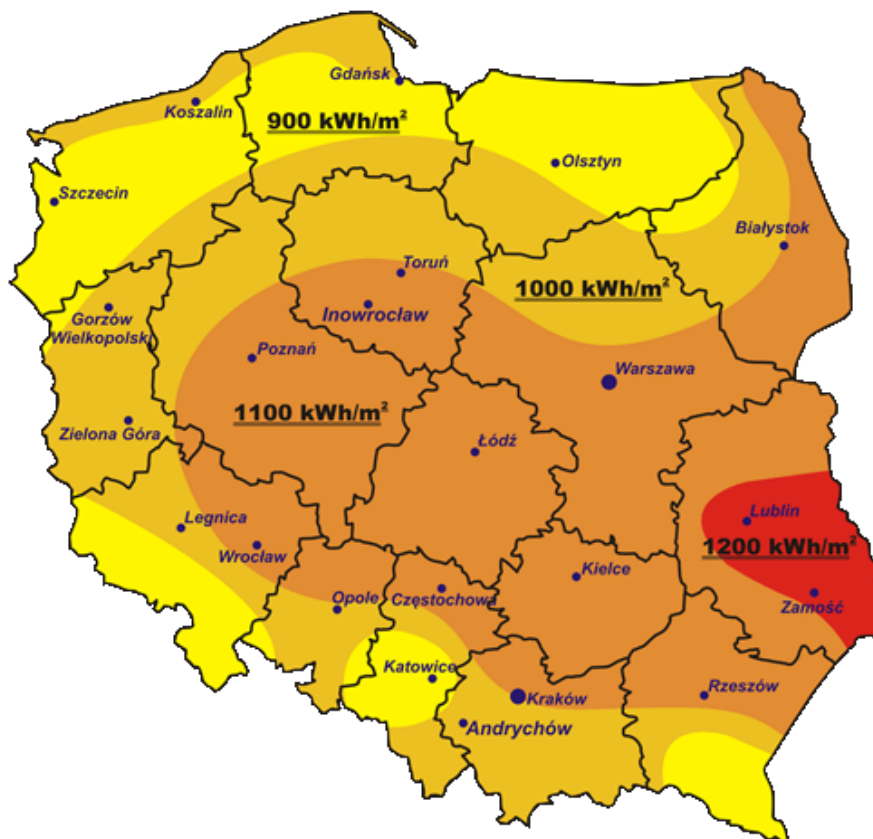 Gdańsk
Koszalin
900 kWh/m²
Olsztyn
Szczecin
Białystok
Toruń
1000 kWh/m²
Inowrocław
Gorzów
Wielkopolski
Poznań
Warszawa
1100 kWh/m²
Zielona Góra
Łódź
Legnica
Lublin
Wrocław
1200 kWh/m²
Kielce
Opole
Częstochowa
Zamość
Katowice
Kraków
Rzeszów
Andrychów